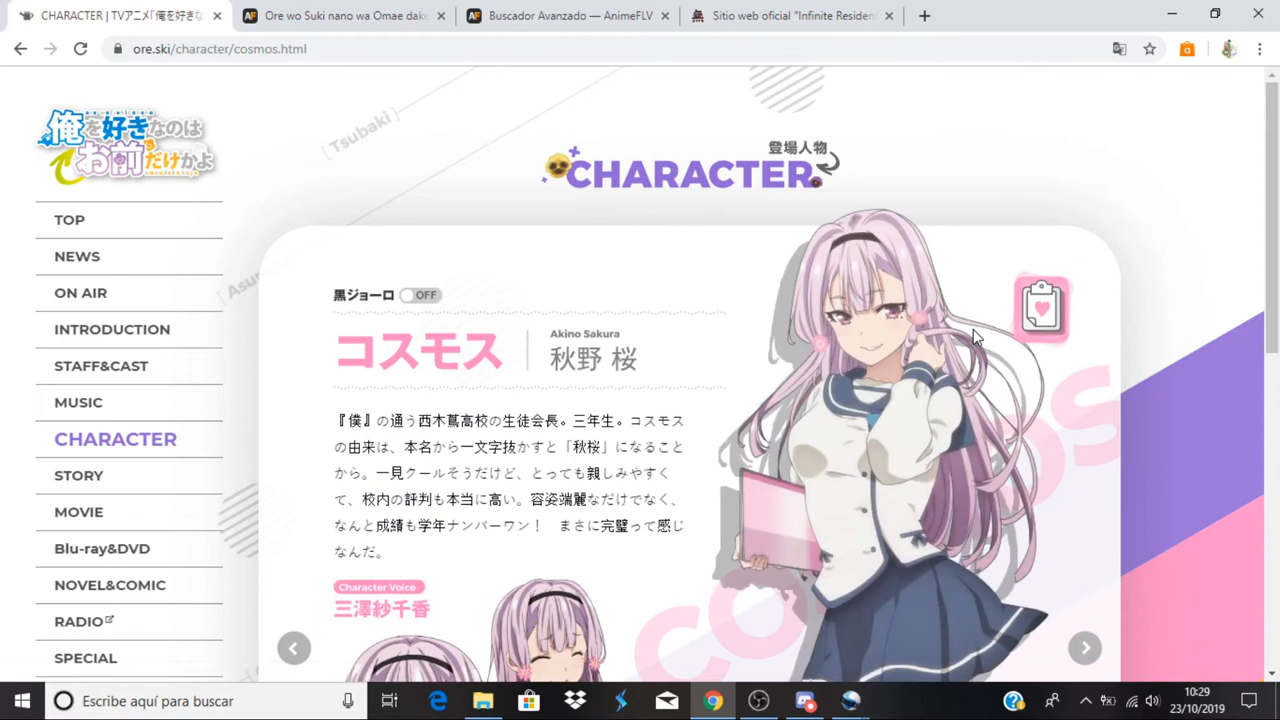 CHARACTER | TVアニメ「俺を好きな
Ore wo Suki nano wa Omae dake
Buscador Avanzado — AnimeFLV
Sitio web oficial "Infinite Resident
ore.ski/character/cosmos.html
俺を好きなのは
お前だけかよ
TOP
NEWS
ON AIR
INTRODUCTION
STAFF&CAST
MUSIC
CHARACTER
STORY
MOVIE
Blu-ray&DVD
NOVEL&COMIC
RADIO
SPECIAL
[ Tsubaki ]
[ Asu
登場人物
CHARACTER
黒ジョーロ OFF
コスモス
Akino Sakura
秋野 桜
『僕』の通う西木蔦高校の生徒会長。三年生。コスモス
の由来は、本名から一文字抜かすと「秋桜」になること
から。一見クールそうだけど、とっても親しみやすく
て、校内の評判も本当に高い。容姿端麗なだけでなく、
なんと成績も学年ナンバーワン！　まさに完璧って感じ
なんだ。
Character Voice
三澤紗千香
Escribe aquí para buscar
10:29
23/10/2019